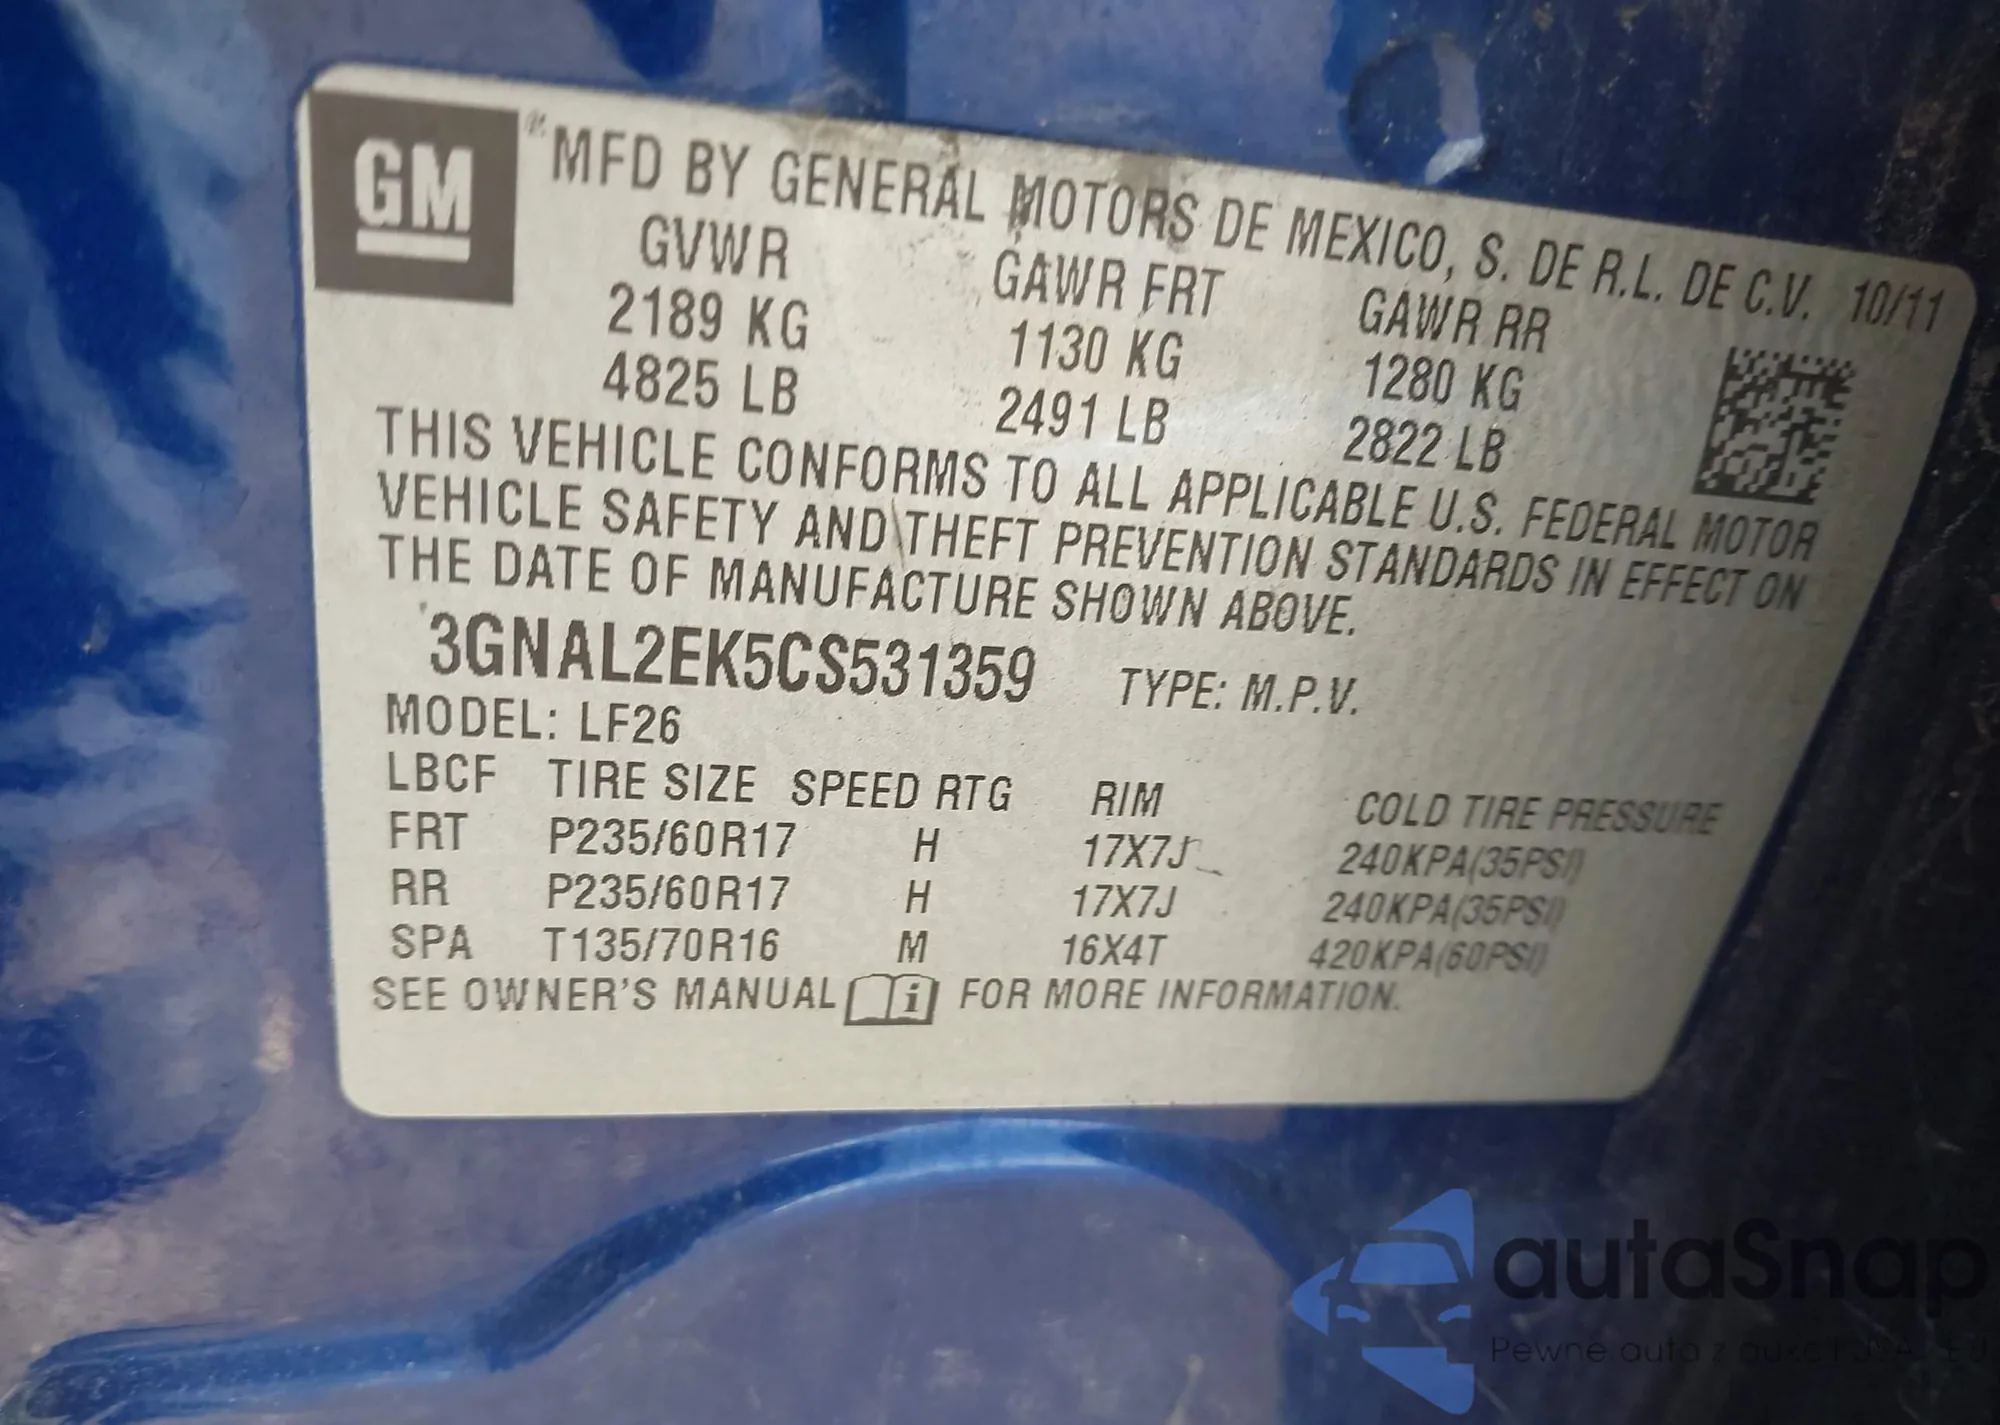 GM
MFD BY GENERAL MOTORS DE MEXICO, S. DE R.L. DE C.V. 10/11
GVWR GAWR FRT GAWR RR
2189 KG 1130 KG 1280 KG
4825 LB 2491 LB 2822 LB
THIS VEHICLE CONFORMS TO ALL APPLICABLE U.S. FEDERAL MOTOR
VEHICLE SAFETY AND THEFT PREVENTION STANDARDS IN EFFECT ON
THE DATE OF MANUFACTURE SHOWN ABOVE.
3GNAL2EK5CS531359 TYPE: M.P.V.
MODEL: LF26
LBCF TIRE SIZE SPEED RTG RIM COLD TIRE PRESSURE
FRT P235/60R17 H 17X7J 240KPA(35PSI)
RR P235/60R17 H 17X7J 240KPA(35PSI)
SPA T135/70R16 M 16X4T 420KPA(60PSI)
SEE OWNER'S MANUAL i FOR MORE INFORMATION.
autaSnap
Pewne auta z